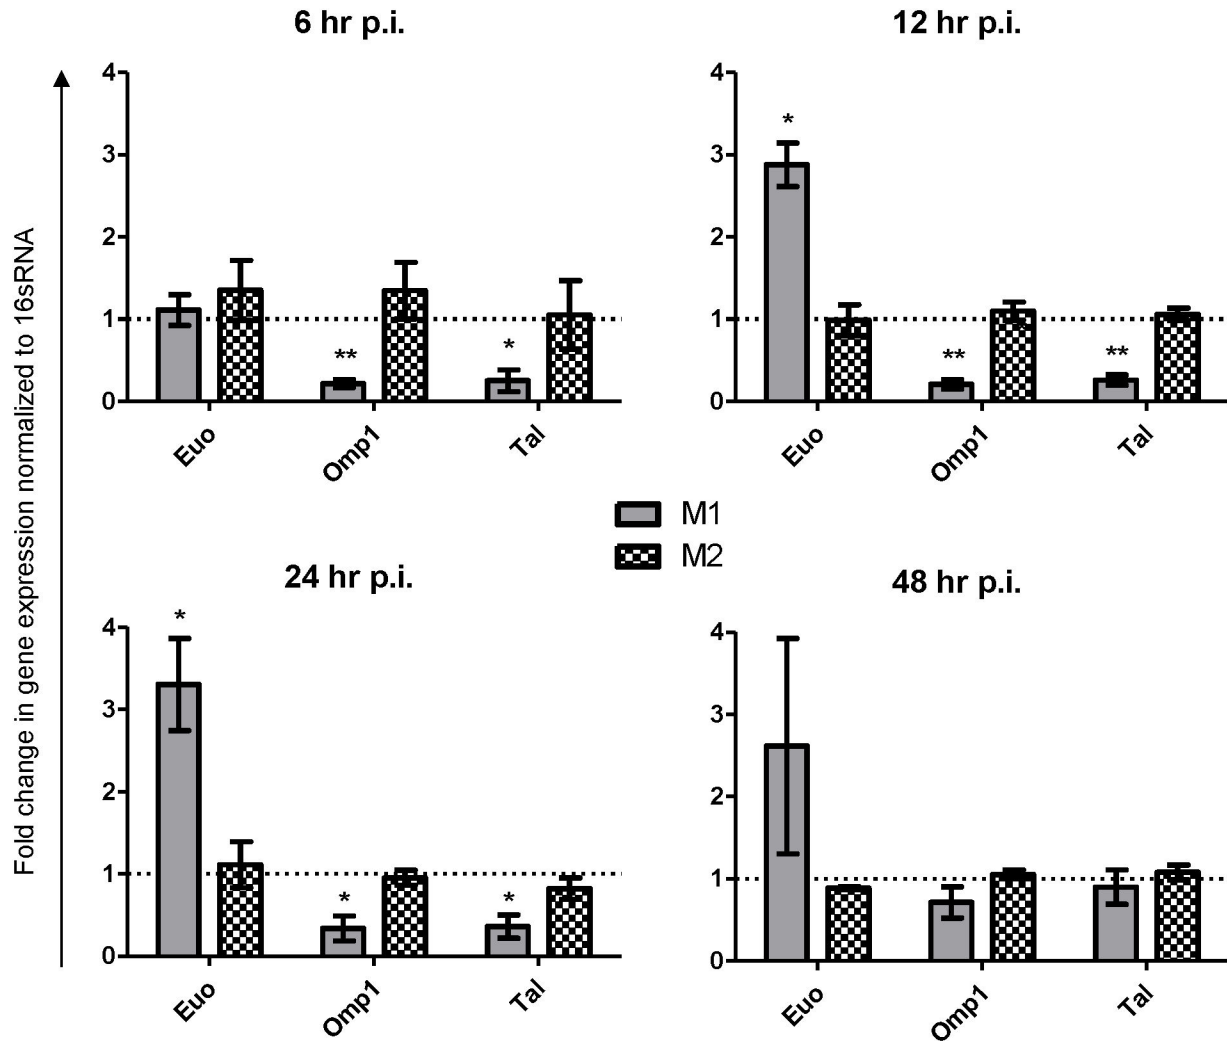 Fold change in gene expression normalized to 16sRNA
6 hr p.i.
4
3
2
1
0
**
*
Euo
Omp1
Tal
12 hr p.i.
4
3
2
1
0
*
**
**
Euo
Omp1
Tal
M1
M2
24 hr p.i.
4
3
2
1
0
*
*
*
Euo
Omp1
Tal
48 hr p.i.
4
3
2
1
0
Euo
Omp1
Tal